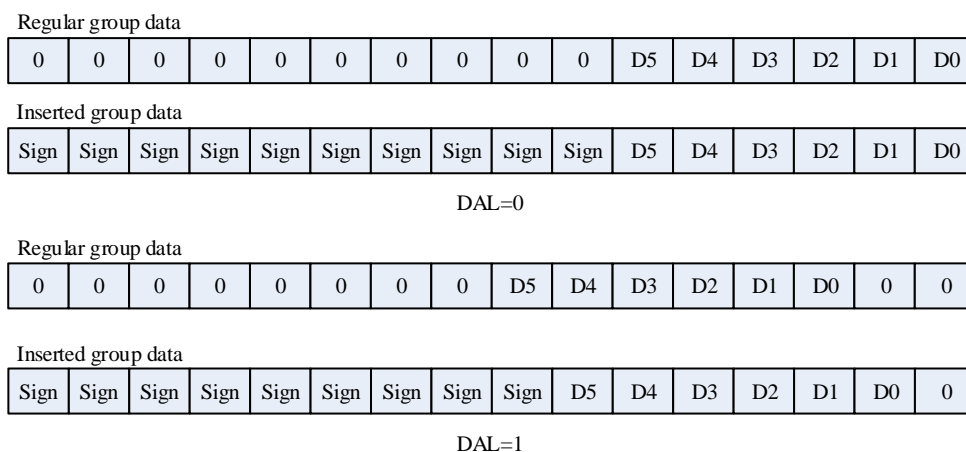 Regular group data
0 0 0 0 0 0 0 0 0 0 D5 D4 D3 D2 D1 D0
Inserted group data
Sign Sign Sign Sign Sign Sign Sign Sign Sign Sign D5 D4 D3 D2 D1 D0
DAL=0
Regular group data
0 0 0 0 0 0 0 0 D5 D4 D3 D2 D1 D0 0 0
Inserted group data
Sign Sign Sign Sign Sign Sign Sign Sign Sign D5 D4 D3 D2 D1 D0 0
DAL=1